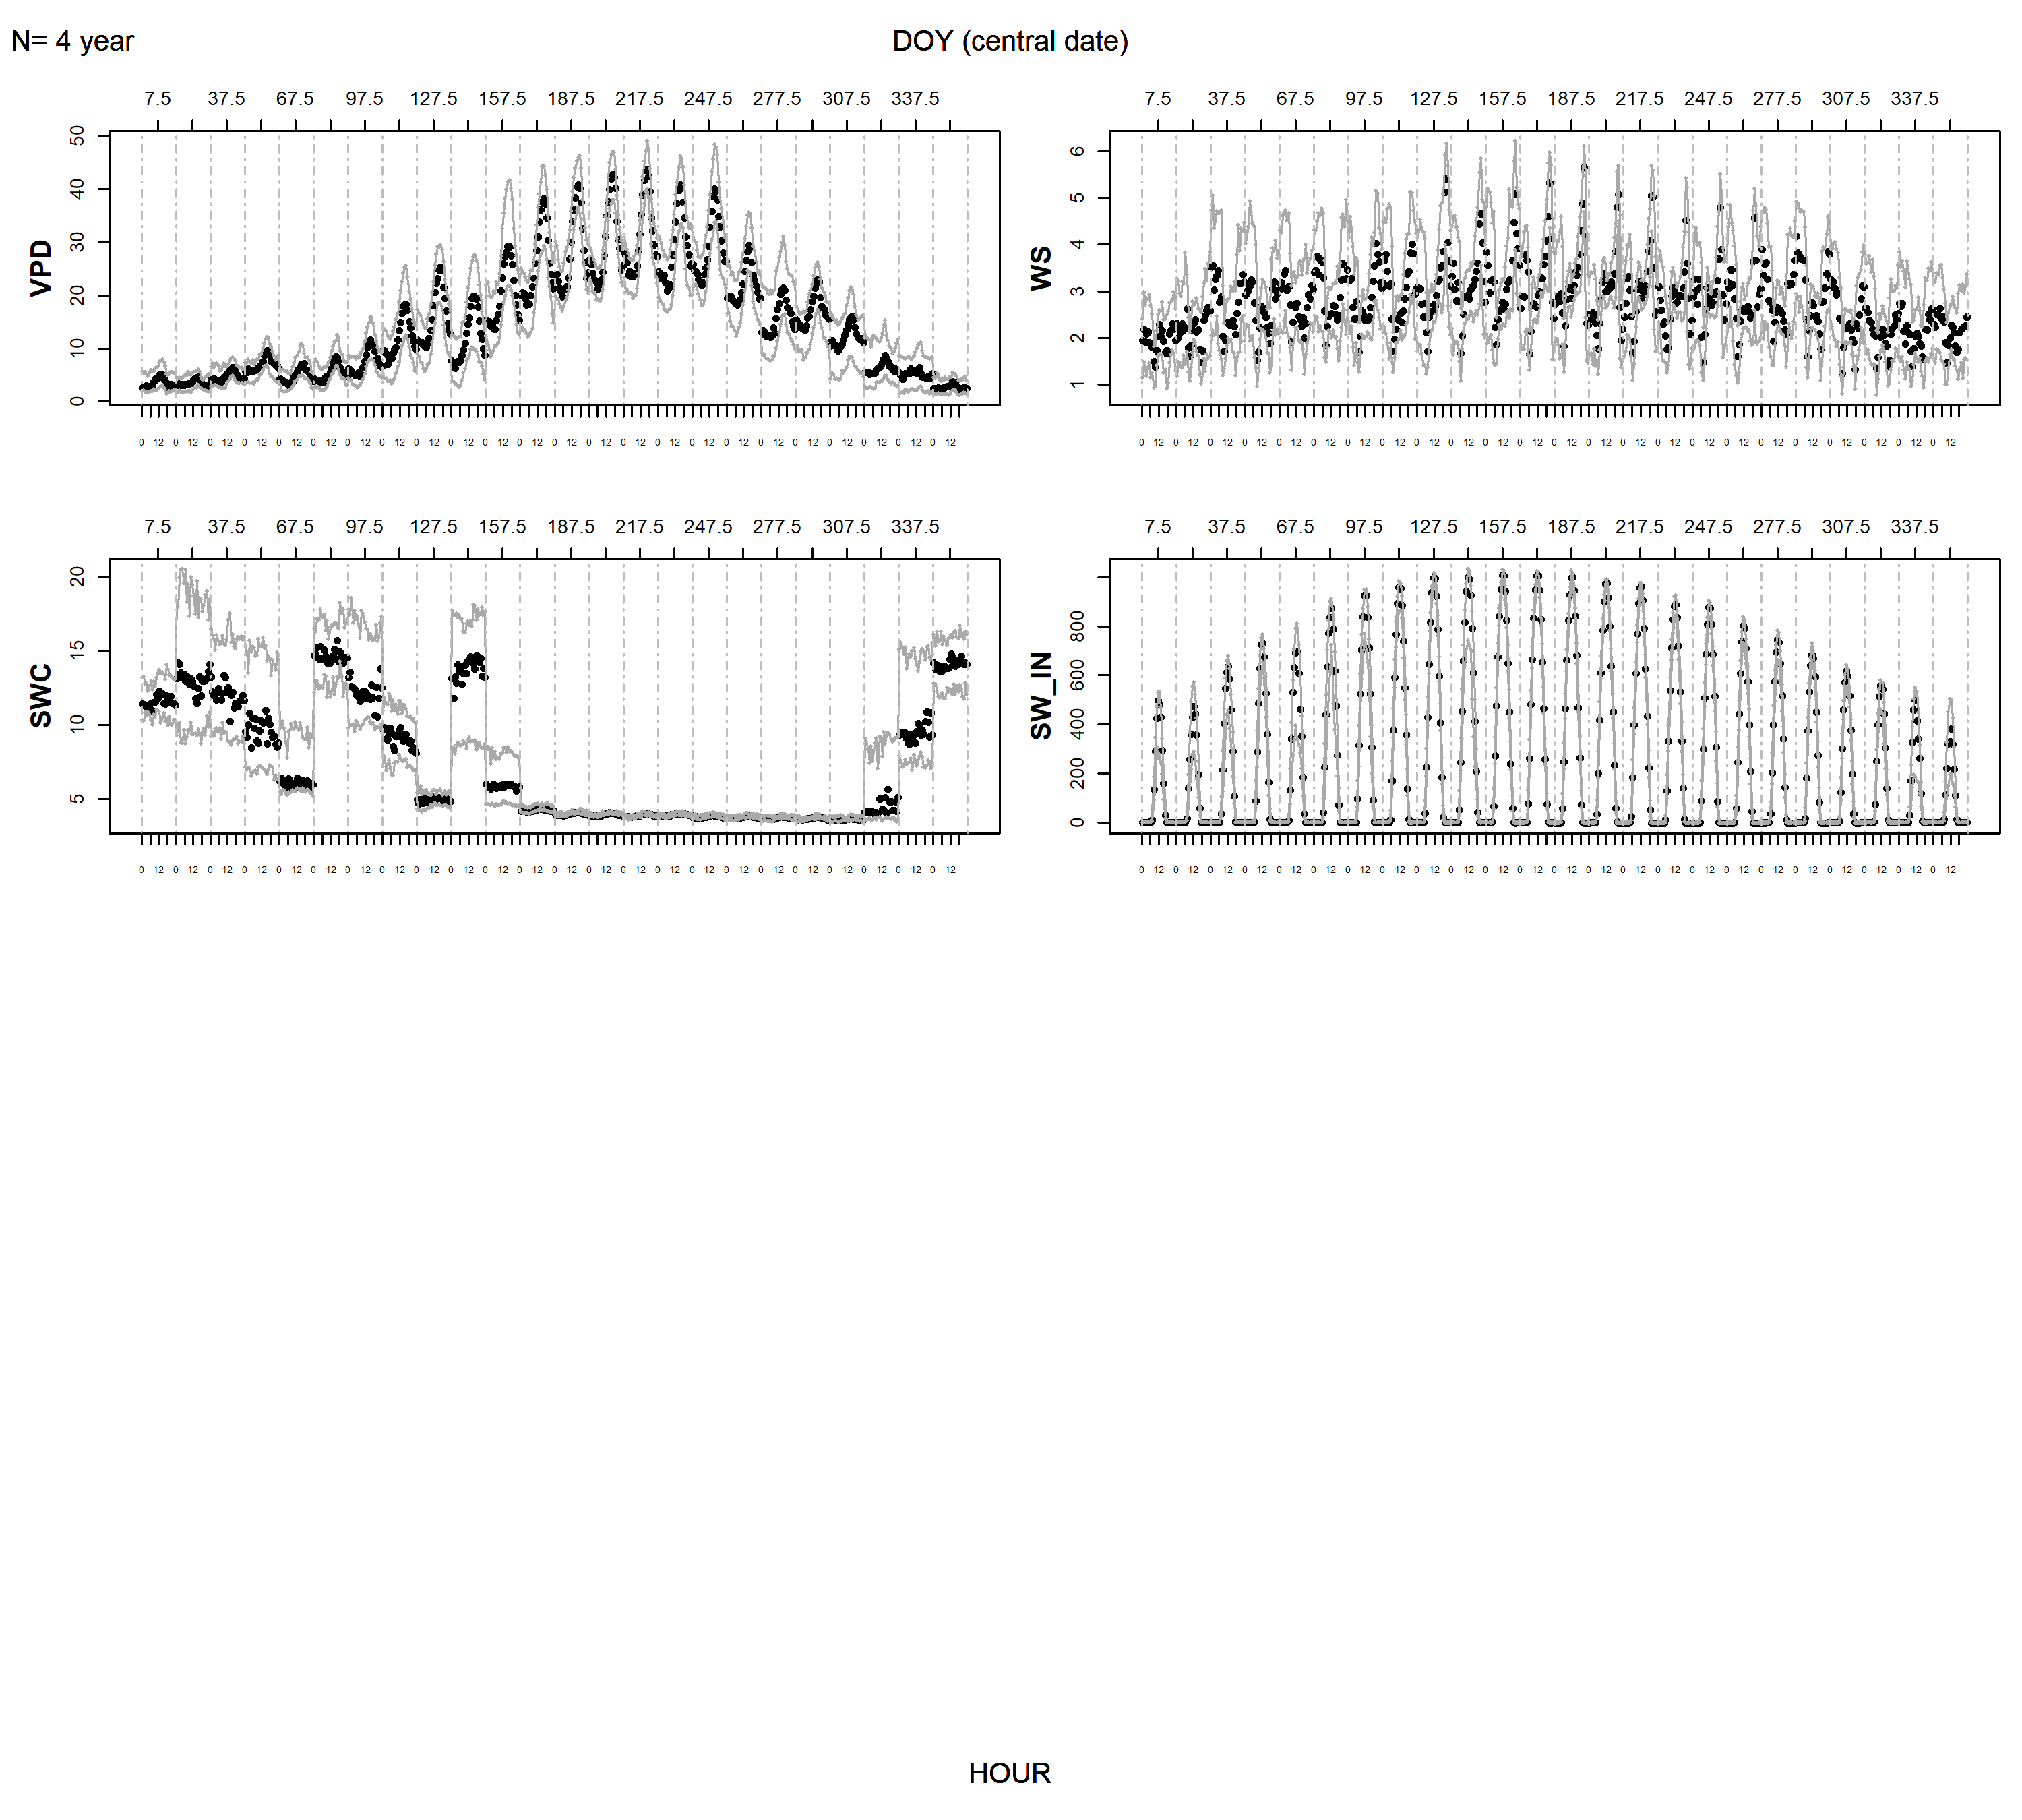 N= 4 year
DOY (central date)
7.5 37.5 67.5 97.5 127.5 157.5 187.5 217.5 247.5 277.5 307.5 337.5
VPD
0 10 20 30 40 50
0 12 0 12 0 12 0 12 0 12 0 12 0 12 0 12 0 12 0 12 0 12 0 12 0 12 0 12 0 12 0 12 0 12 0 12 0 12 0 12 0 12 0 12 0 12 0 12
7.5 37.5 67.5 97.5 127.5 157.5 187.5 217.5 247.5 277.5 307.5 337.5
WS
1 2 3 4 5 6
0 12 0 12 0 12 0 12 0 12 0 12 0 12 0 12 0 12 0 12 0 12 0 12 0 12 0 12 0 12 0 12 0 12 0 12 0 12 0 12 0 12 0 12 0 12 0 12
7.5 37.5 67.5 97.5 127.5 157.5 187.5 217.5 247.5 277.5 307.5 337.5
SWC
5 10 15 20
0 12 0 12 0 12 0 12 0 12 0 12 0 12 0 12 0 12 0 12 0 12 0 12 0 12 0 12 0 12 0 12 0 12 0 12 0 12 0 12 0 12 0 12 0 12 0 12
7.5 37.5 67.5 97.5 127.5 157.5 187.5 217.5 247.5 277.5 307.5 337.5
SW_IN
0 200 400 600 800
0 12 0 12 0 12 0 12 0 12 0 12 0 12 0 12 0 12 0 12 0 12 0 12 0 12 0 12 0 12 0 12 0 12 0 12 0 12 0 12 0 12 0 12 0 12 0 12
HOUR